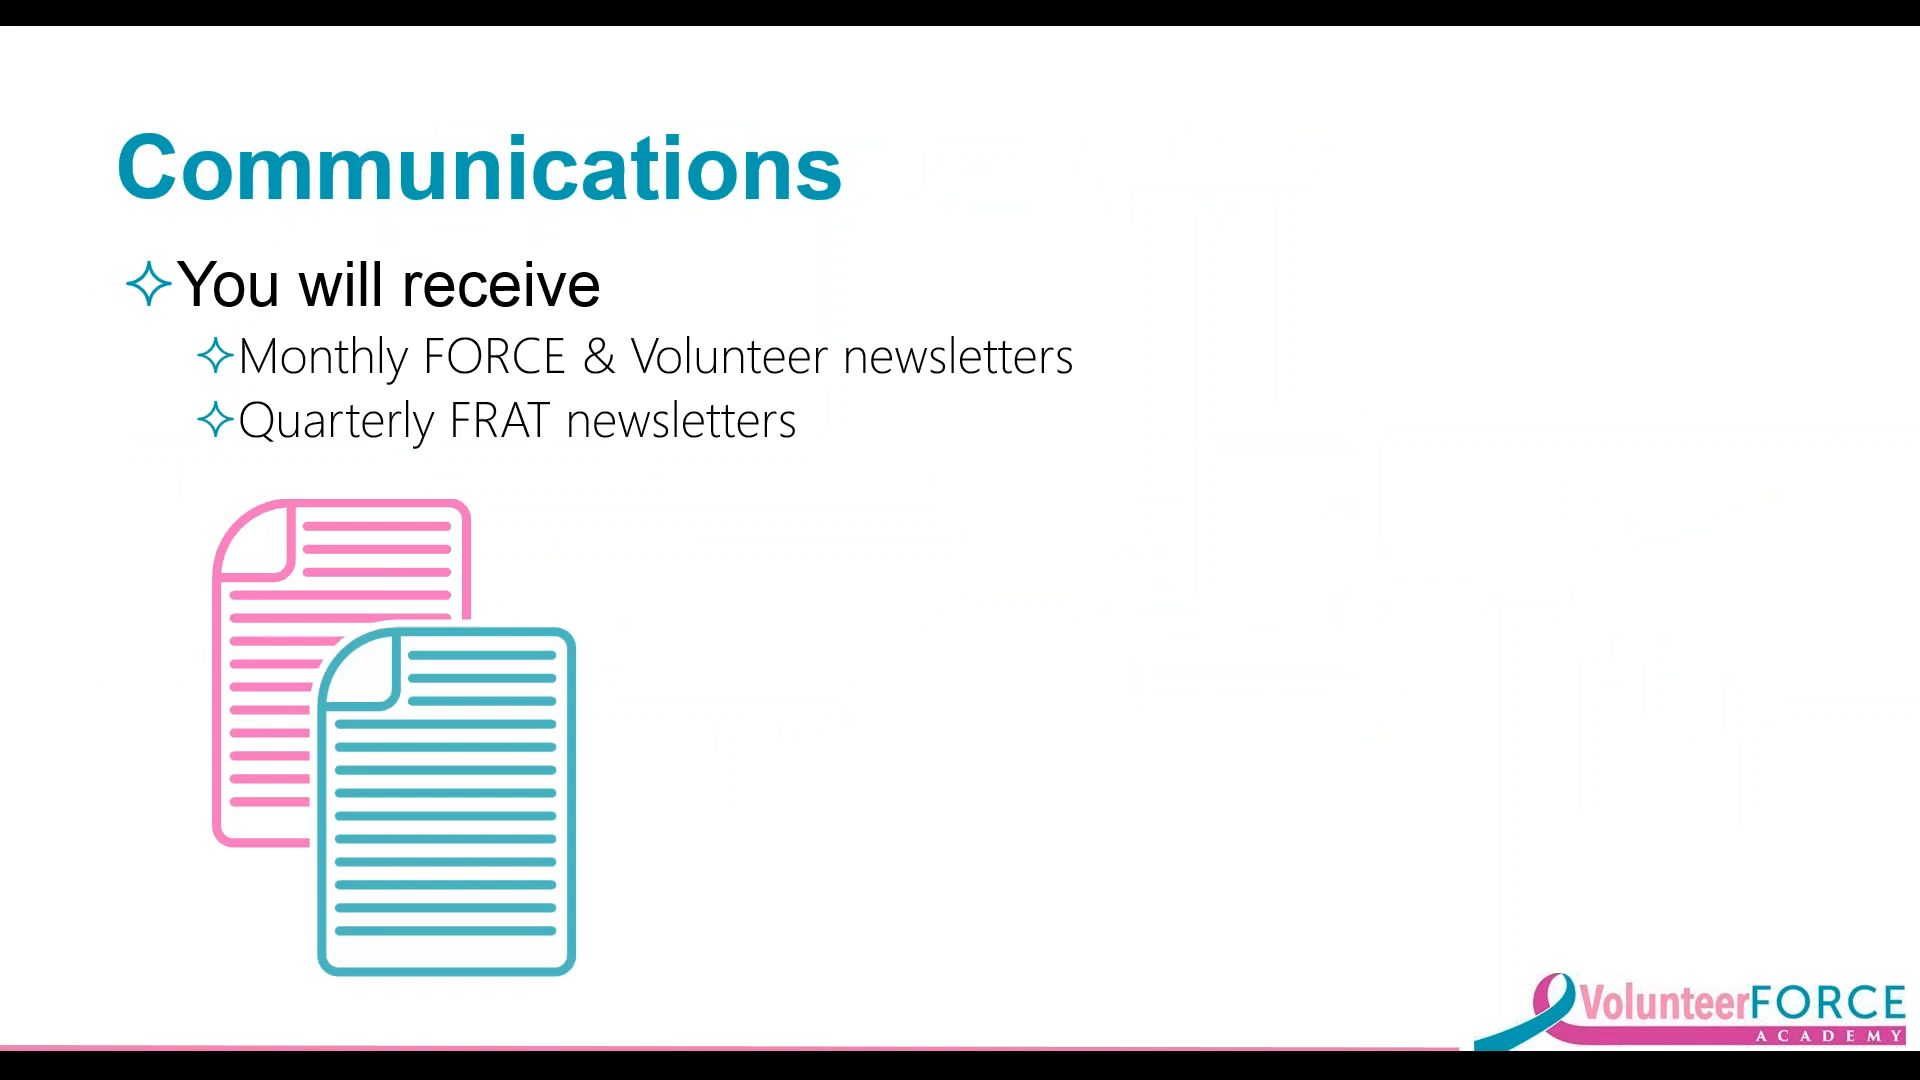 Communications
You will receive
Monthly FORCE & Volunteer newsletters
Quarterly FRAT newsletters
VolunteerFORCE
ACADEMY